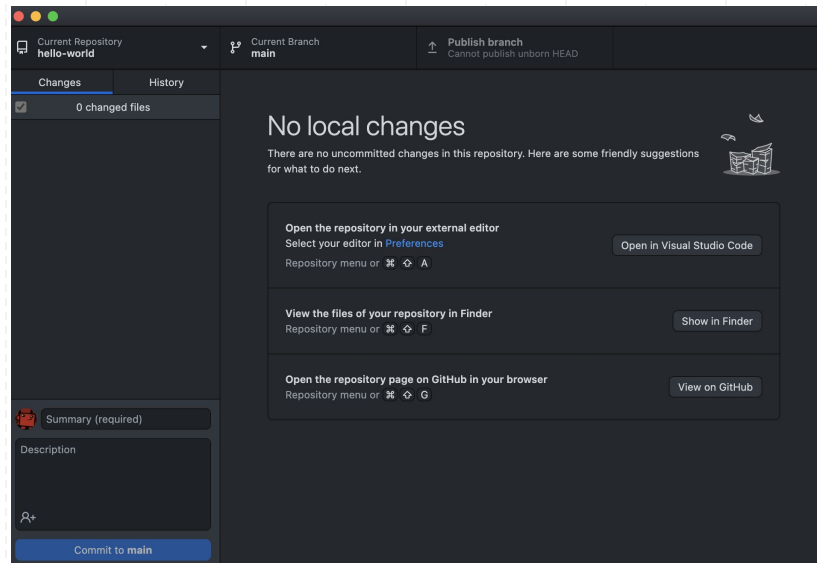 Current Repository
hello-world
Current Branch
main
Publish branch
Cannot publish unborn HEAD
Changes
History
0 changed files
No local changes
There are no uncommitted changes in this repository. Here are some friendly suggestions
for what to do next.
Open the repository in your external editor
Select your editor in Preferences
Repository menu or ⌘ ⇧ A
Open in Visual Studio Code
View the files of your repository in Finder
Repository menu or ⌘ ⇧ F
Show in Finder
Open the repository page on GitHub in your browser
Repository menu or ⌘ ⇧ G
View on GitHub
Summary (required)
Description
Commit to main